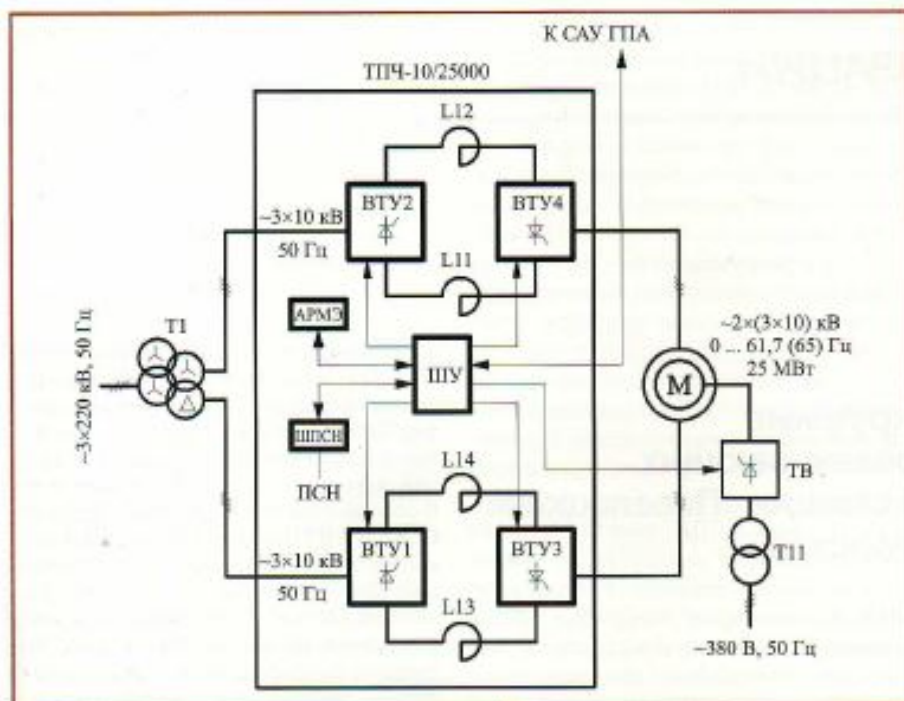 К САУ ГПА
ТПЧ-10/25000
L12
~3×10 кВ
50 Гц
ВТУ2
ВТУ4
L11
Т1
~3×220 кВ, 50 Гц
АРМЭ
ШУ
ШПСН
ПСН
~2×(3×10) кВ
0 ... 61,7 (65) Гц
25 МВт
М
L14
ТВ
~3×10 кВ
50 Гц
ВТУ1
ВТУ3
Т11
L13
~380 В, 50 Гц